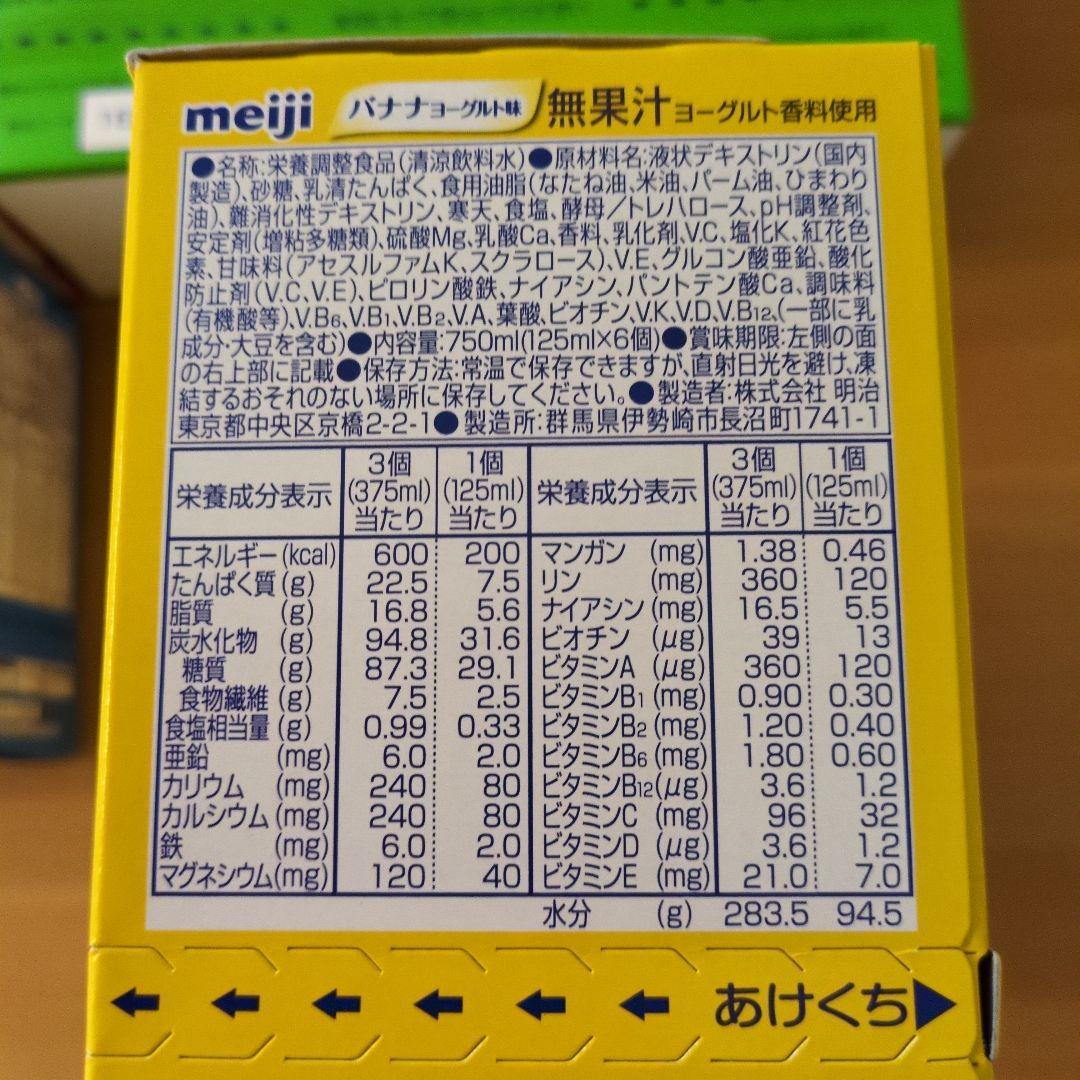 meiji バナナヨーグルト味 無果汁 ヨーグルト香料使用
●名称:栄養調整食品(清涼飲料水)●原材料名:液状デキストリン(国内
製造)、砂糖、乳清たんぱく、食用油脂(なたね油、米油、パーム油、ひまわり
油)、難消化性デキストリン、寒天、食塩、酵母／トレハロース、pH調整剤、
安定剤(増粘多糖類)、硫酸Mg、乳酸Ca、香料、乳化剤、V.C、塩化K、紅花色
素、甘味料(アセスルファムK、スクラロース)、V.E、グルコン酸亜鉛、酸化
防止剤(V.C、V.E)、ピロリン酸鉄、ナイアシン、パントテン酸Ca、調味料
(有機酸等)、V.B6、V.B1、V.B2、V.A、葉酸、ビオチン、V.K、V.D、V.B12、(一部に乳
成分・大豆を含む)●内容量:750ml(125ml×6個)●賞味期限:左側の面
の右上部に記載●保存方法:常温で保存できますが、直射日光を避け、凍
結するおそれのない場所に保存してください。●製造者:株式会社 明治
東京都中央区京橋2-2-1●製造所:群馬県伊勢崎市長沼町1741-1
栄養成分表示 3個(375ml)当たり 1個(125ml)当たり 栄養成分表示 3個(375ml)当たり 1個(125ml)当たり
エネルギー(kcal) 600 200 マンガン (mg) 1.38 0.46
たんぱく質(g) 22.5 7.5 リン (mg) 360 120
脂質 (g) 16.8 5.6 ナイアシン (mg) 16.5 5.5
炭水化物 (g) 94.8 31.6 ビオチン (μg) 39 13
糖質 (g) 87.3 29.1 ビタミンA (μg) 360 120
食物繊維 (g) 7.5 2.5 ビタミンB1 (mg) 0.90 0.30
食塩相当量 (g) 0.99 0.33 ビタミンB2 (mg) 1.20 0.40
亜鉛 (mg) 6.0 2.0 ビタミンB6 (mg) 1.80 0.60
カリウム (mg) 240 80 ビタミンB12(μg) 3.6 1.2
カルシウム (mg) 240 80 ビタミンC (mg) 96 32
鉄 (mg) 6.0 2.0 ビタミンD (μg) 3.6 1.2
マグネシウム(mg) 120 40 ビタミンE (mg) 21.0 7.0
水分 (g) 283.5 94.5
あけくち